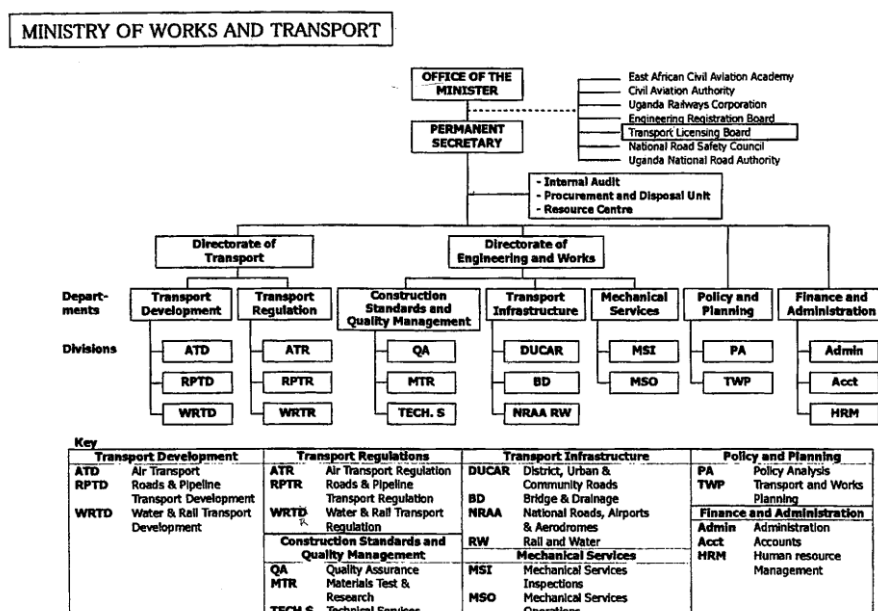 MINISTRY OF WORKS AND TRANSPORT
OFFICE OF THE
MINISTER
PERMANENT
SECRETARY
East African Civil Aviation Academy
Civil Aviation Authority
Uganda Railways Corporation
Engineering Registration Board
Transport Licensing Board
National Road Safety Council
Uganda National Road Authority
- Internal Audit
- Procurement and Disposal Unit
- Resource Centre
Directorate of
Transport
Directorate of
Engineering and Works
Depart-
ments
Transport
Development
Transport
Regulation
Construction
Standards and
Quality Management
Transport
Infrastructure
Mechanical
Services
Policy and
Planning
Finance and
Administration
Divisions
ATD
ATR
QA
DUCAR
MSI
PA
Admin
RPTD
RPTR
MTR
BD
MSO
TWP
Acct
WRTD
WRTR
TECH. S
NRAA RW
HRM
Key
Transport Development
ATD Air Transport
RPTD Roads & Pipeline
Transport Development
WRTD Water & Rail Transport
Development
Transport Regulations
ATR Air Transport Regulation
RPTR Roads & Pipeline
Transport Regulation
WRTD Water & Rail Transport
R Regulation
Construction Standards and
Quality Management
QA Quality Assurance
MTR Materials Test &
Research
TECH.S Technical Services
Transport Infrastructure
DUCAR District, Urban &
Community Roads
BD Bridge & Drainage
NRAA National Roads, Airports
& Aerodromes
RW Rail and Water
Mechanical Services
MSI Mechanical Services
Inspections
MSO Mechanical Services
Operations
Policy and Planning
PA Policy Analysis
TWP Transport and Works
Planning
Finance and Administration
Admin Administration
Acct Accounts
HRM Human resource
Management